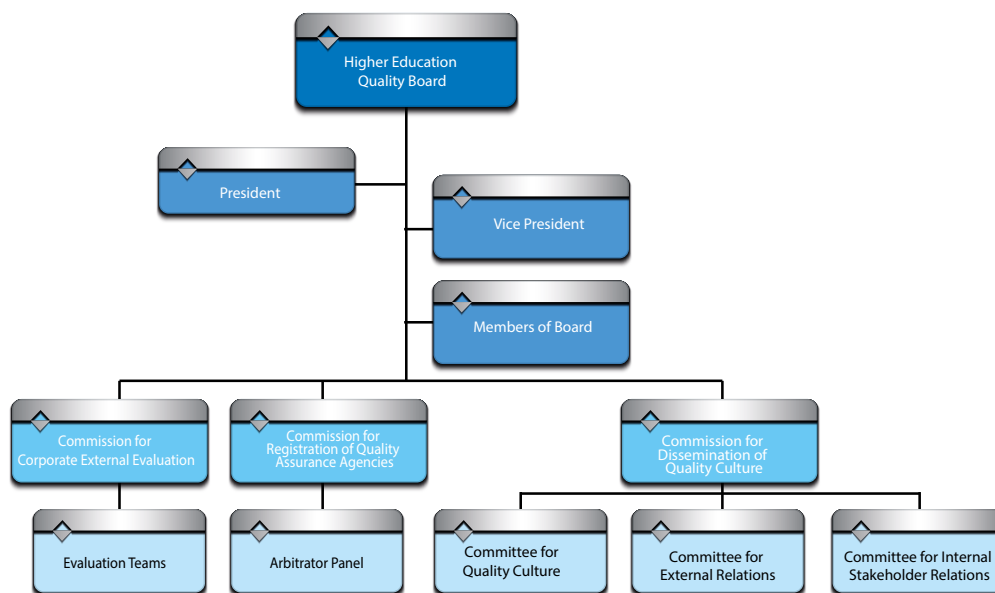 Higher Education
Quality Board
President
Vice President
Members of Board
Commission for
Corporate External Evaluation
Commission for
Registration of Quality
Assurance Agencies
Commission for
Dissemination of
Quality Culture
Evaluation Teams
Arbitrator Panel
Committee for
Quality Culture
Committee for
External Relations
Committee for Internal
Stakeholder Relations